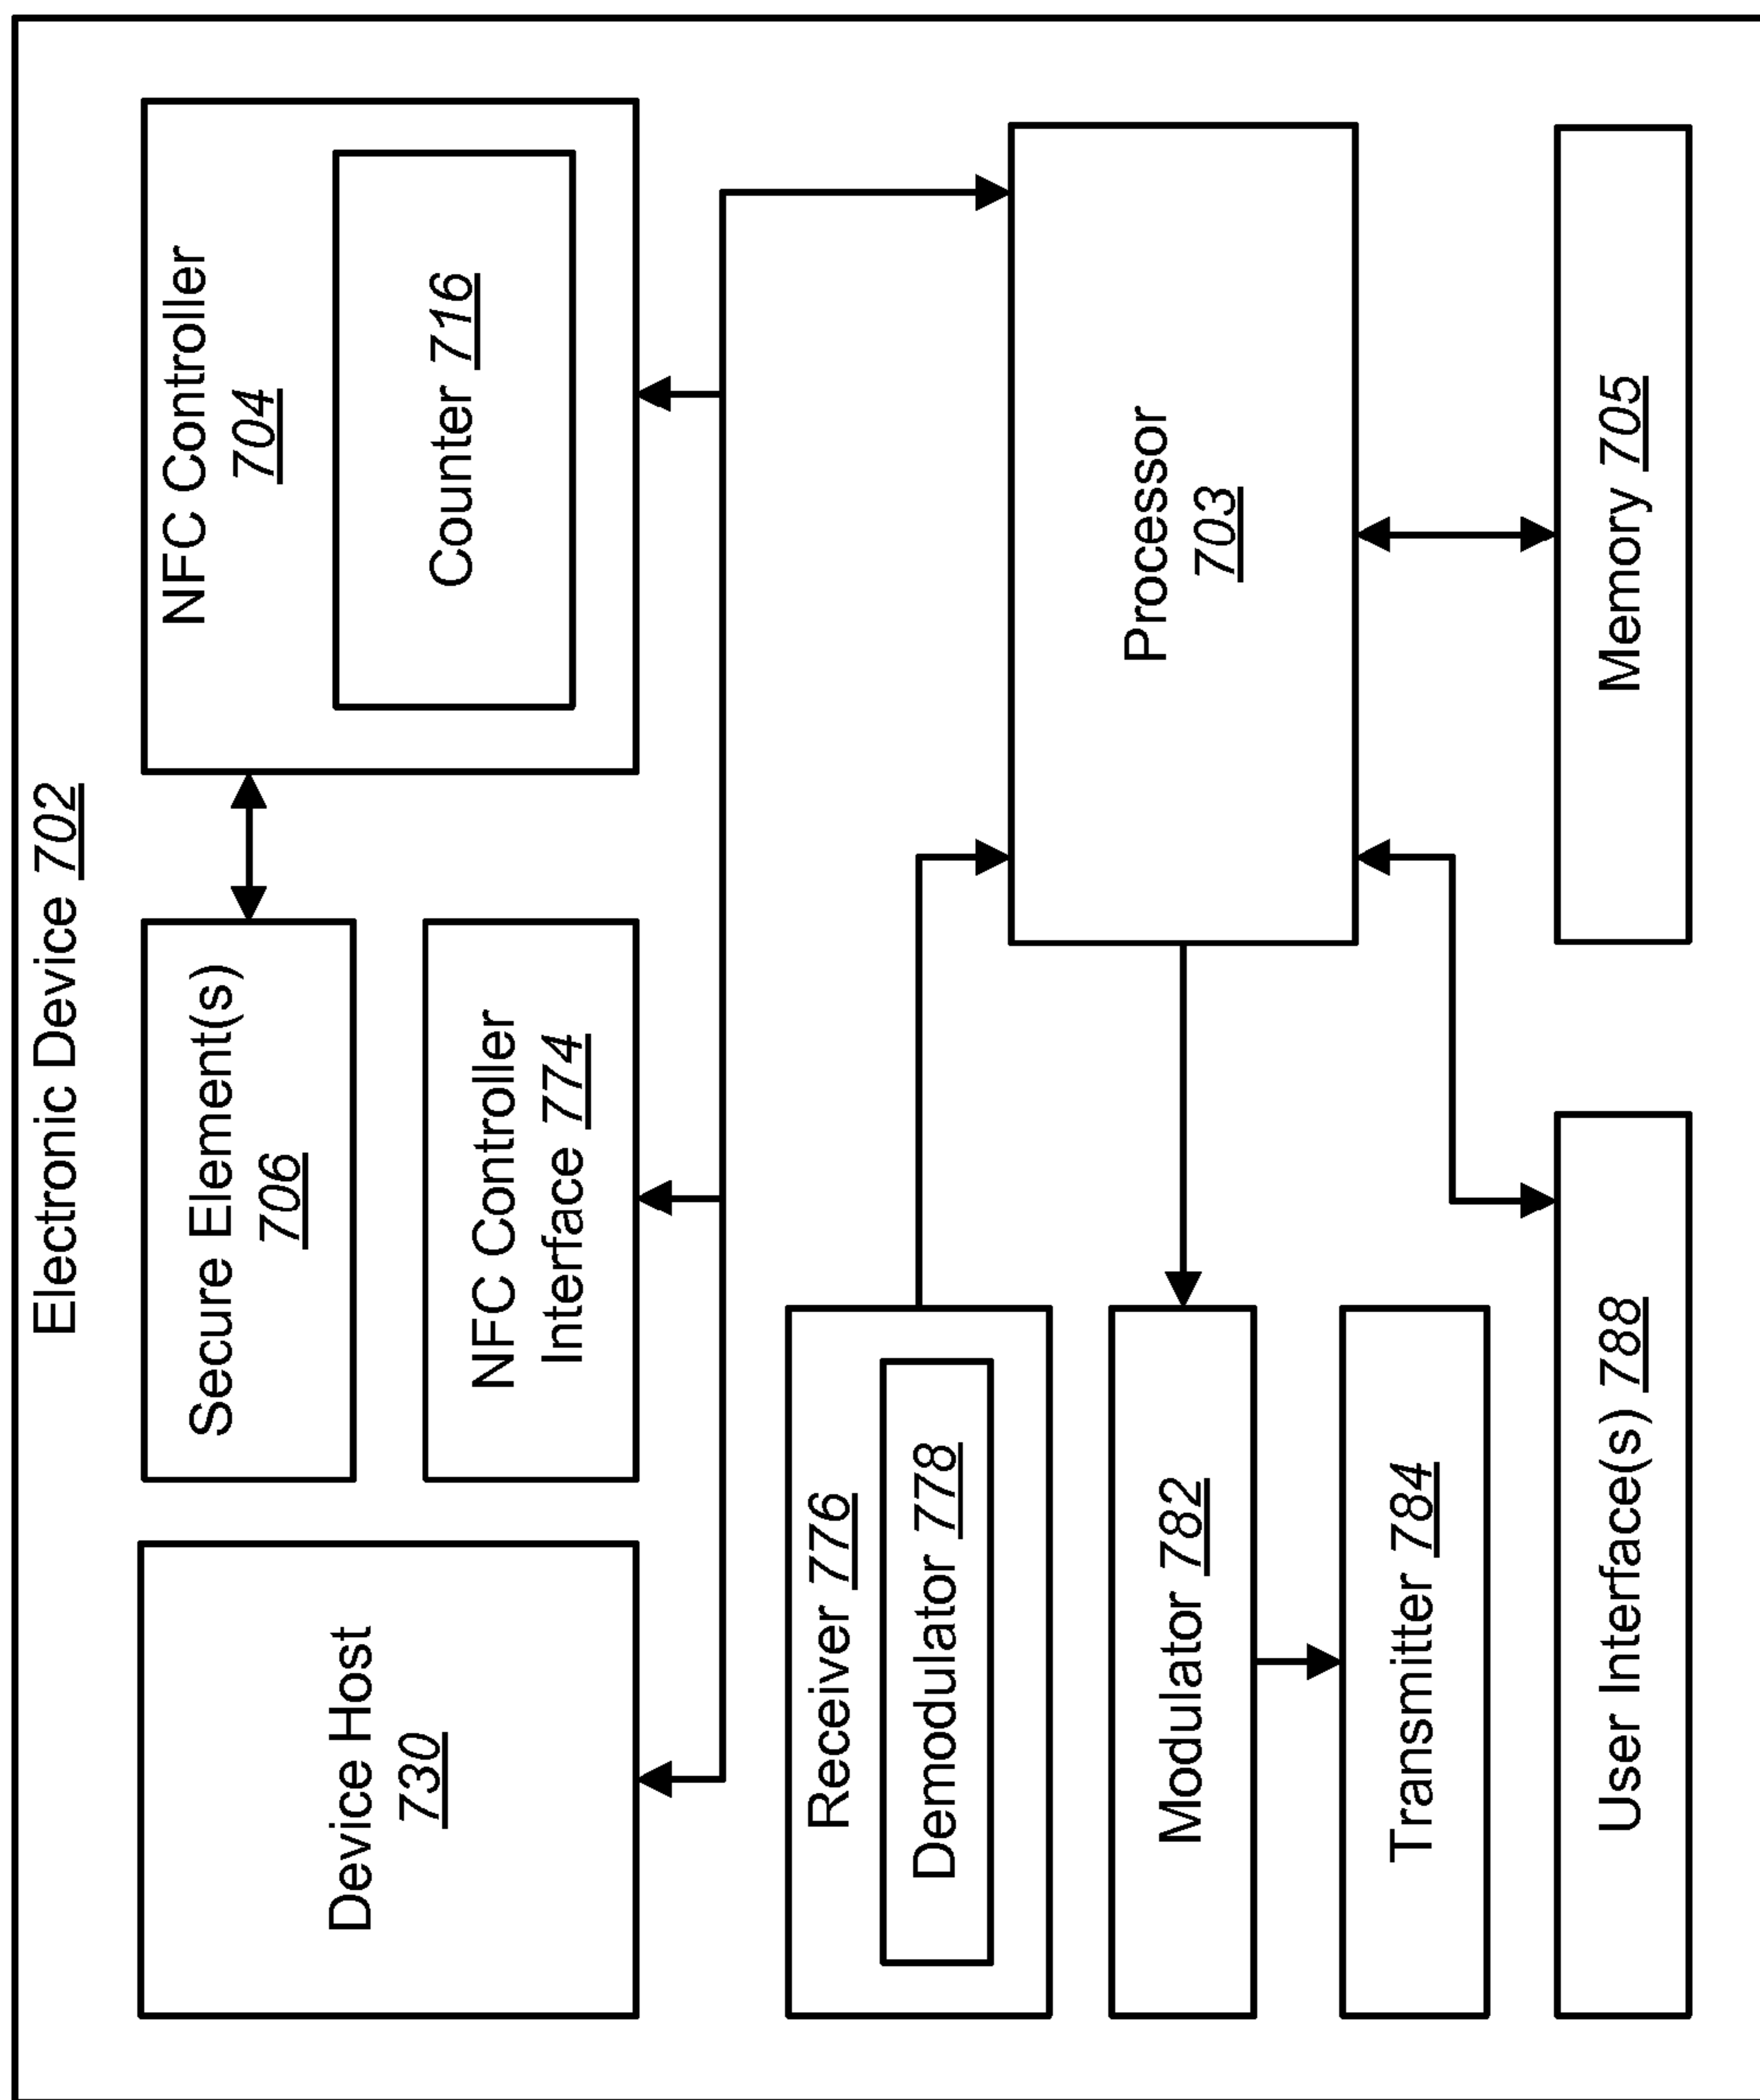 Electronic Device 702
Device Host
730
Secure Element(s)
706
NFC Controller
704
Counter 716
NFC Controller
Interface 774
Receiver 776
Demodulator 778
Processor
703
Modulator 782
Transmitter 784
User Interface(s) 788
Memory 705